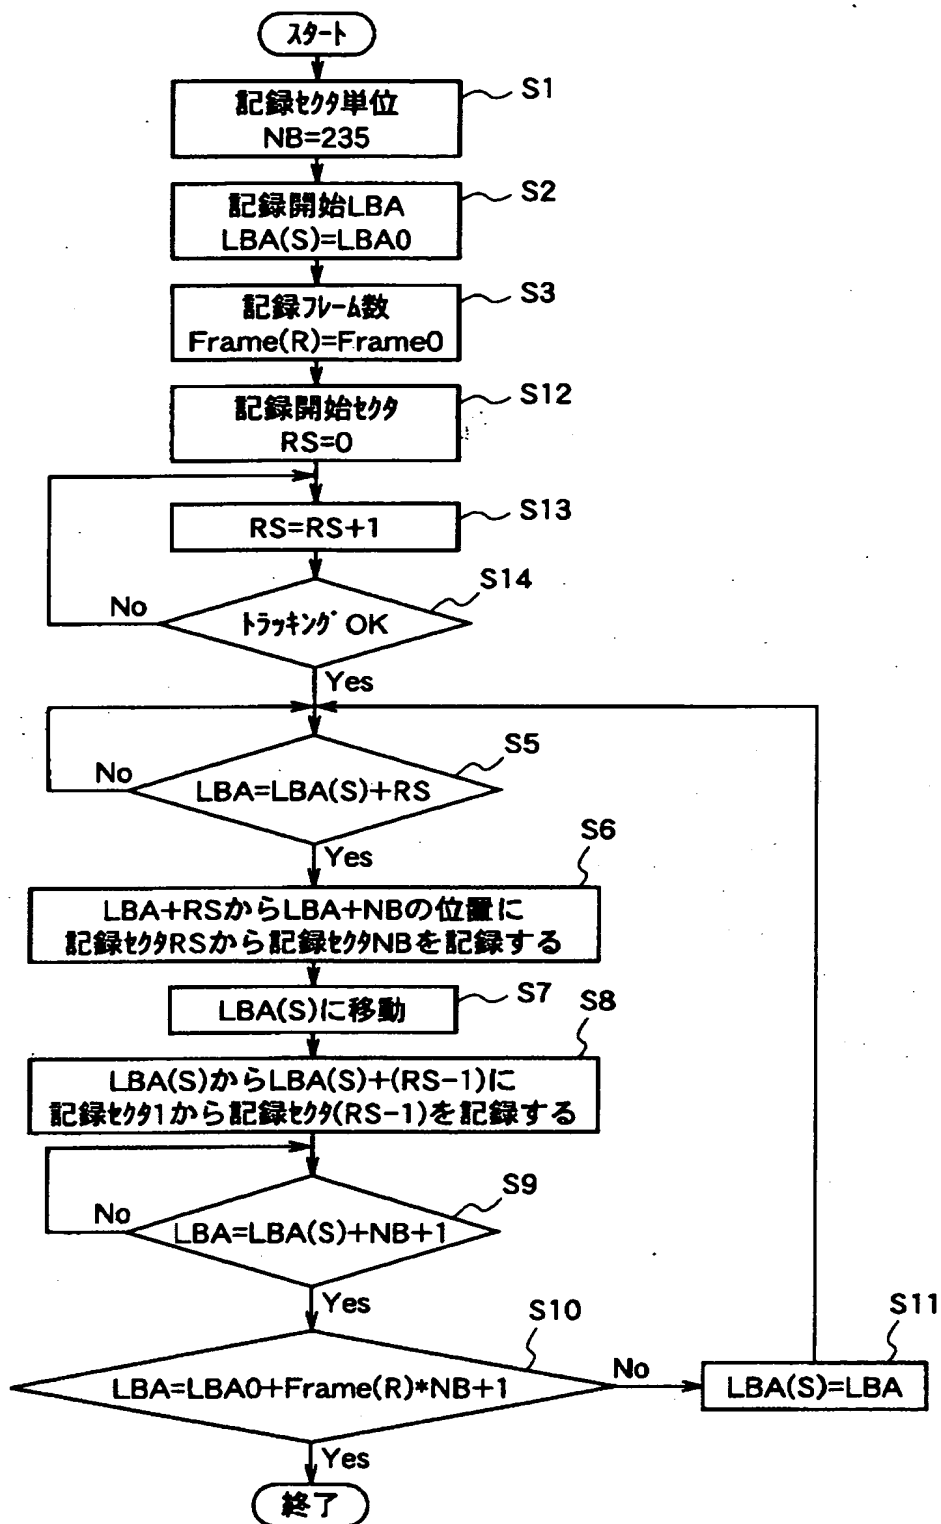 スタート
S1
記録セクタ単位
NB=235
S2
記録開始LBA
LBA(S)=LBA0
S3
記録フレーム数
Frame(R)=Frame0
S12
記録開始セクタ
RS=0
S13
RS=RS+1
S14
No
トラッキングOK
Yes
S5
No
LBA=LBA(S)+RS
Yes
S6
LBA+RSからLBA+NBの位置に
記録セクタRSから記録セクタNBを記録する
S7
LBA(S)に移動
S8
LBA(S)からLBA(S)+(RS-1)に
記録セクタ1から記録セクタ(RS-1)を記録する
S9
No
LBA=LBA(S)+NB+1
Yes
S10
LBA=LBA0+Frame(R)*NB+1
No
S11
LBA(S)=LBA
Yes
終了